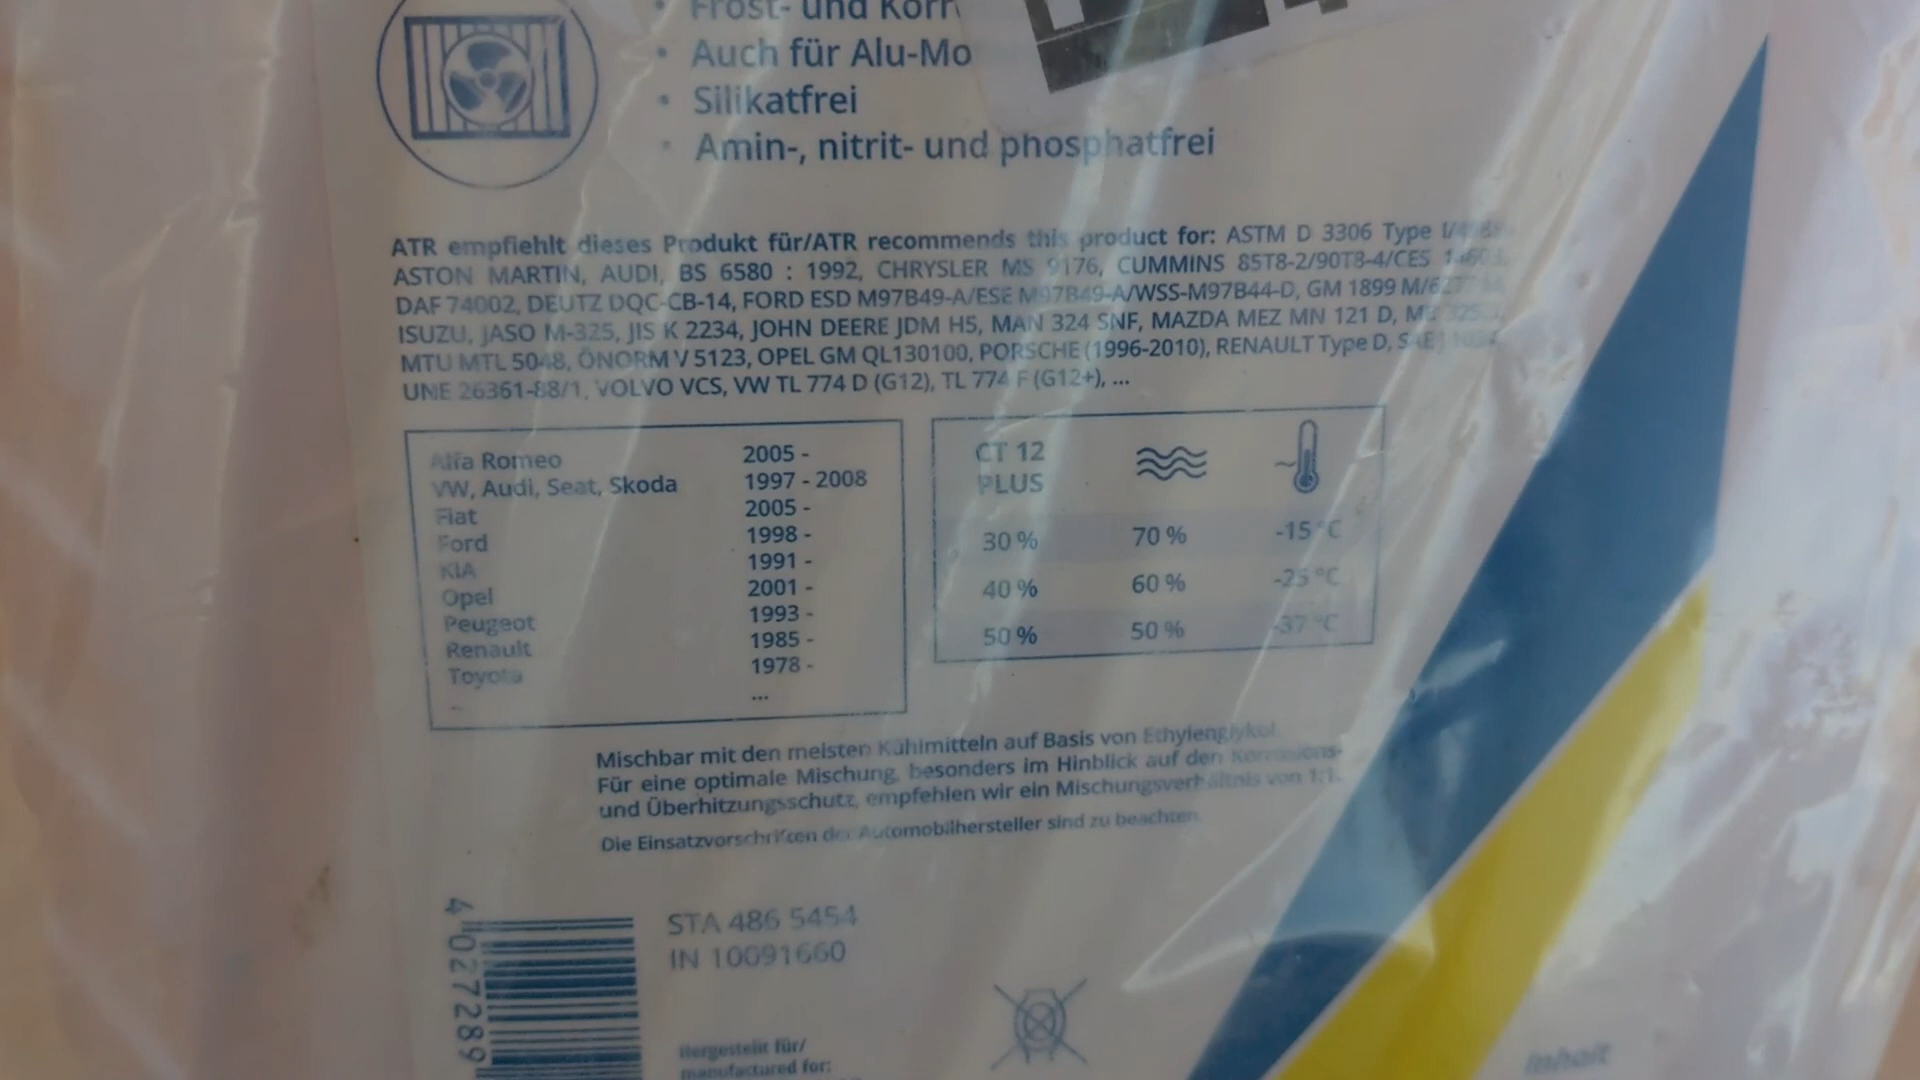 Frost- und Korr
• Auch für Alu-Mo
• Silikatfrei
• Amin-, nitrit- und phosphatfrei
ATR empfiehlt dieses Produkt für/ATR recommends this product for: ASTM D 3306 Type
ASTON MARTIN, AUDI, BS 6580 : 1992, CHRYSLER MS 9176, CUMMINS 85T8-2/90T8-4/CES
DAF 74002, DEUTZ DQC-CB-14, FORD ESD M97B49-A/ESE M97B49-A/WSS-M97B44-D, GM 1899 M/
ISUZU, JASO M-325, JIS K 2234, JOHN DEERE JDM H5, MAN 324 SNF, MAZDA MEZ MN 121 D,
MTU MTL 5048, ÖNORM V 5123, OPEL GM QL130100, PORSCHE (1996-2010), RENAULT Type D,
UNE 26361-88/1, VOLVO VCS, VW TL 774 D (G12), TL 774 F (G12+), ...
Alfa Romeo 2005 -
VW, Audi, Seat, Skoda 1997 - 2008
Fiat 2005 -
Ford 1998 -
KIA 1991 -
Opel 2001 -
Peugeot 1993 -
Renault 1985 -
Toyota 1978 -
...
CT 12
PLUS
30 % 70 % -15 °C
40 % 60 % -25 °C
50 % 50 % -37 °C
Mischbar mit den meisten Kühlmitteln auf Basis von Ethylenglykol
Für eine optimale Mischung, besonders im Hinblick auf den Korrosions-
und Überhitzungsschutz, empfehlen wir ein Mischungsverhältnis von 1:1.
Die Einsatzvorschriften der Automobilhersteller sind zu beachten.
STA 486 5454
IN 10091660
4 027289
Hergestellt für/
manufactured for:
Inhalt